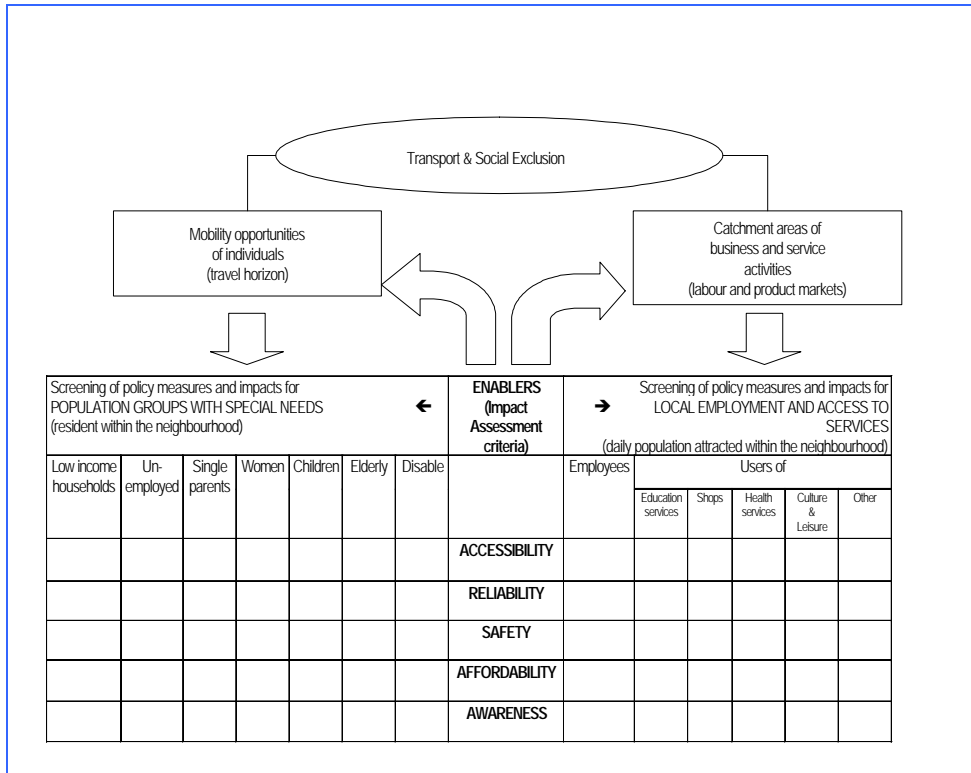 Transport & Social Exclusion
Mobility opportunities
of individuals
(travel horizon)
Catchment areas of
business and service
activities
(labour and product markets)
Screening of policy measures and impacts for
POPULATION GROUPS WITH SPECIAL NEEDS
(resident within the neighbourhood)
ENABLERS
(Impact
Assessment
criteria)
Screening of policy measures and impacts for
LOCAL EMPLOYMENT AND ACCESS TO
SERVICES
(daily population attracted within the neighbourhood)
Low income
households
Un-
employed
Single
parents
Women
Children
Elderly
Disable
Employees
Users of
Education
services
Shops
Health
services
Culture
&
Leisure
Other
ACCESSIBILITY
RELIABILITY
SAFETY
AFFORDABILITY
AWARENESS